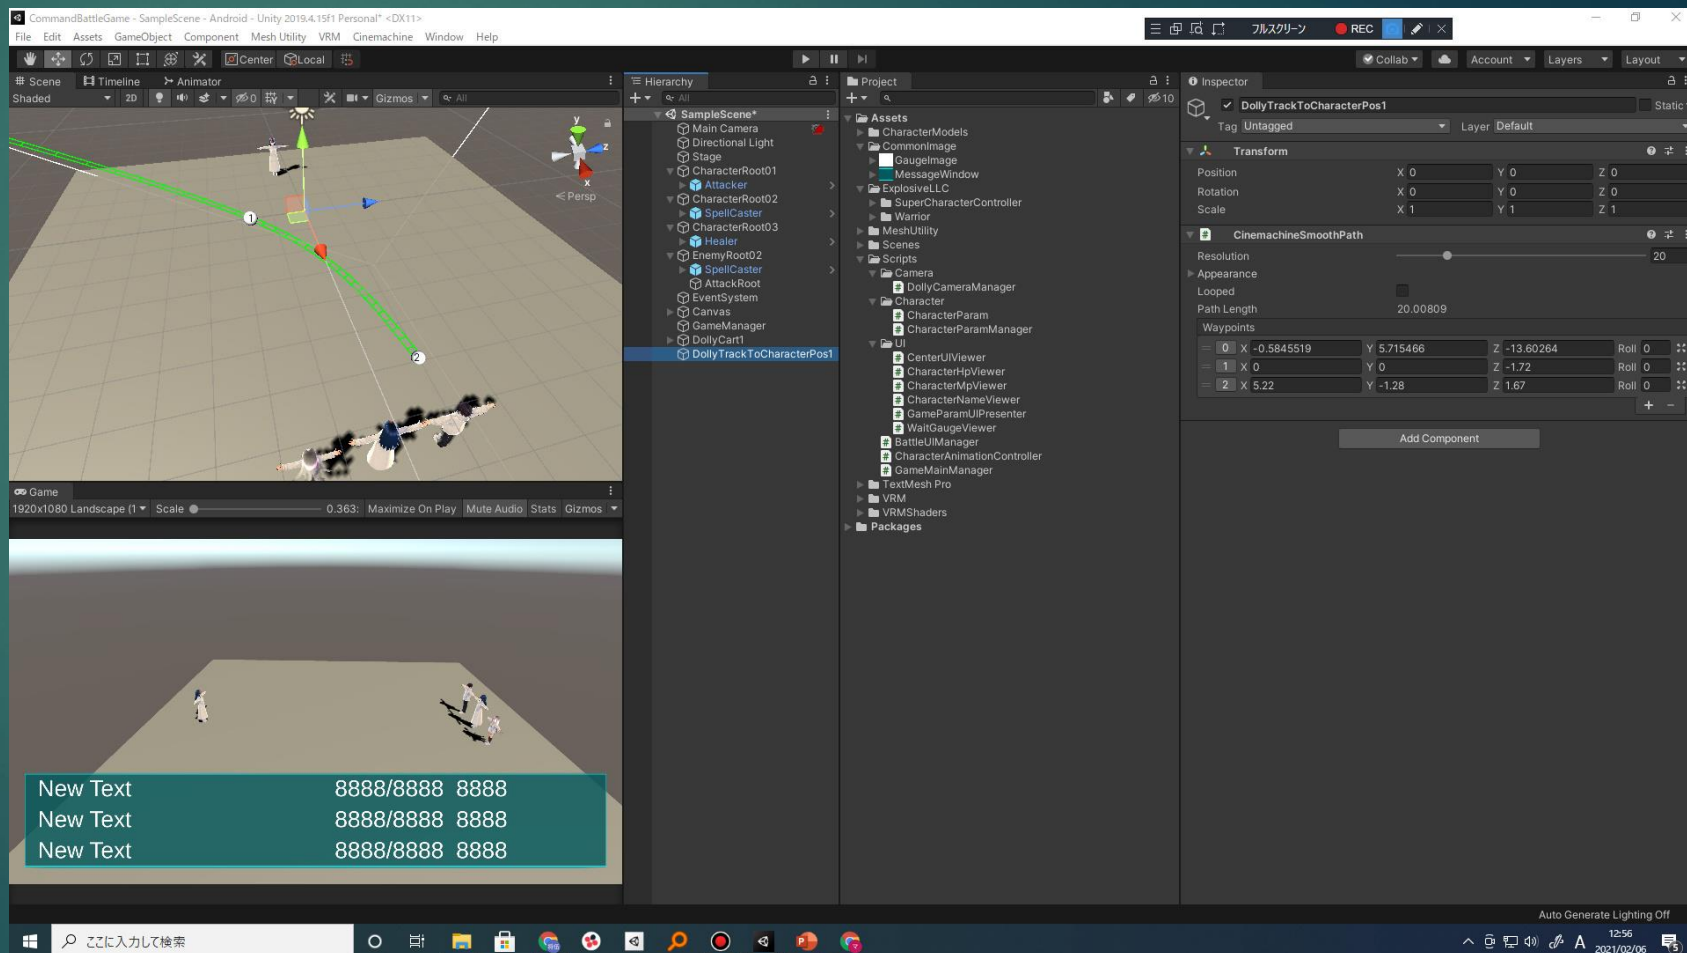 CommandBattleGame - SampleScene - Android - Unity 2019.4.15f1 Personal* <DX11>
フルスクリーン
REC
File Edit Assets GameObject Component Mesh Utility VRM Cinemachine Window Help
Center Local
Collab Account Layers Layout
Scene Timeline Animator
Shaded 2D 0 Gizmos All
y
z
x
Persp
1
2
Game
1920x1080 Landscape (1 Scale 0.363: Maximize On Play Mute Audio Stats Gizmos
New Text 8888/8888 8888
New Text 8888/8888 8888
New Text 8888/8888 8888
Hierarchy
All
SampleScene*
Main Camera
Directional Light
Stage
CharacterRoot01
Attacker
CharacterRoot02
SpellCaster
CharacterRoot03
Healer
EnemyRoot02
SpellCaster
AttackRoot
EventSystem
Canvas
GameManager
DollyCart1
DollyTrackToCharacterPos1
Project
10
Assets
CharacterModels
CommonImage
GaugeImage
MessageWindow
ExplosiveLLC
SuperCharacterController
Warrior
MeshUtility
Scenes
Scripts
Camera
DollyCameraManager
Character
CharacterParam
CharacterParamManager
UI
CenterUIViewer
CharacterHpViewer
CharacterMpViewer
CharacterNameViewer
GameParamUIPresenter
WaitGaugeViewer
BattleUIManager
CharacterAnimationController
GameMainManager
TextMesh Pro
VRM
VRMShaders
Packages
Inspector
DollyTrackToCharacterPos1 Static
Tag Untagged Layer Default
Transform
Position X 0 Y 0 Z 0
Rotation X 0 Y 0 Z 0
Scale X 1 Y 1 Z 1
CinemachineSmoothPath
Resolution 20
Appearance
Looped
Path Length 20.00809
Waypoints
0 X -0.5845519 Y 5.715466 Z -13.60264 Roll 0
1 X 0 Y 0 Z -1.72 Roll 0
2 X 5.22 Y -1.28 Z 1.67 Roll 0
+ -
Add Component
Auto Generate Lighting Off
ここに入力して検索
A
12:56
2021/02/06
5